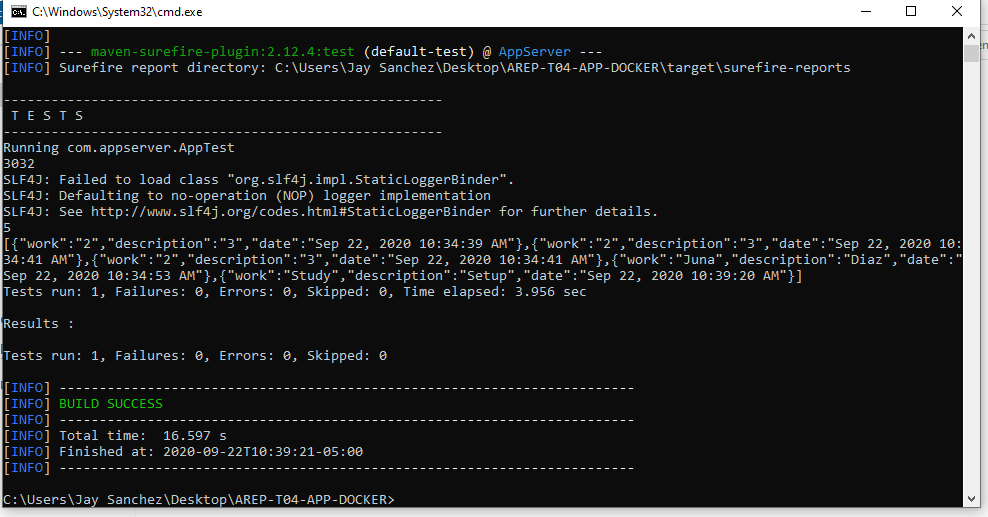 C:\Windows\System32\cmd.exe
[INFO]
[INFO] --- maven-surefire-plugin:2.12.4:test (default-test) @ AppServer ---
[INFO] Surefire report directory: C:\Users\Jay Sanchez\Desktop\AREP-T04-APP-DOCKER\target\surefire-reports
-------------------------------------------------------
 T E S T S
-------------------------------------------------------
Running com.appserver.AppTest
3032
SLF4J: Failed to load class "org.slf4j.impl.StaticLoggerBinder".
SLF4J: Defaulting to no-operation (NOP) logger implementation
SLF4J: See http://www.slf4j.org/codes.html#StaticLoggerBinder for further details.
5
[{"work":"2","description":"3","date":"Sep 22, 2020 10:34:39 AM"},{"work":"2","description":"3","date":"Sep 22, 2020 10:
34:41 AM"},{"work":"2","description":"3","date":"Sep 22, 2020 10:34:41 AM"},{"work":"Juna","description":"Diaz","date":"
Sep 22, 2020 10:34:53 AM"},{"work":"Study","description":"Setup","date":"Sep 22, 2020 10:39:20 AM"}]
Tests run: 1, Failures: 0, Errors: 0, Skipped: 0, Time elapsed: 3.956 sec
Results :
Tests run: 1, Failures: 0, Errors: 0, Skipped: 0
[INFO] ------------------------------------------------------------------------
[INFO] BUILD SUCCESS
[INFO] ------------------------------------------------------------------------
[INFO] Total time:  16.597 s
[INFO] Finished at: 2020-09-22T10:39:21-05:00
[INFO] ------------------------------------------------------------------------
C:\Users\Jay Sanchez\Desktop\AREP-T04-APP-DOCKER>